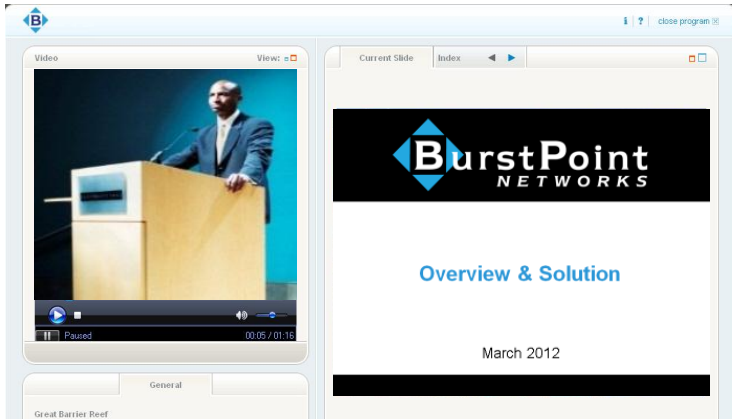 B
i ? close program
Video View:
Current Slide Index
BurstPoint
NETWORKS
Overview & Solution
March 2012
Paused 00:05 / 01:16
General
Great Barrier Reef